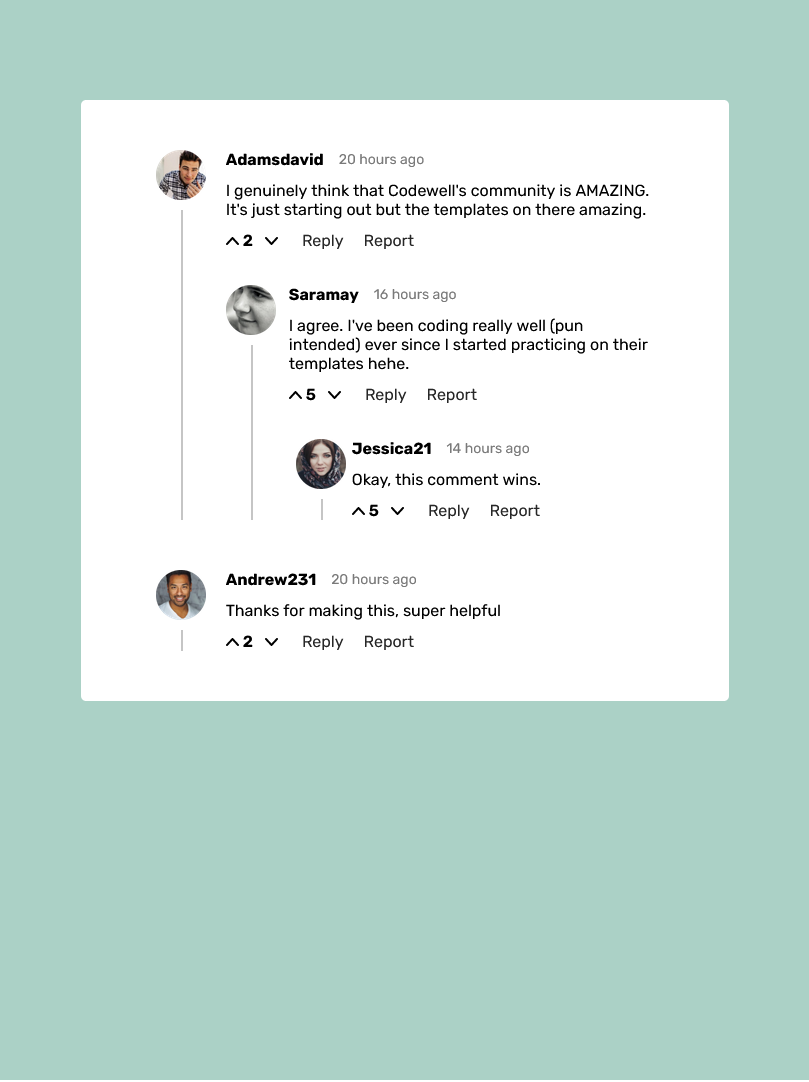 Adamsdavid 20 hours ago
I genuinely think that Codewell's community is AMAZING.
It's just starting out but the templates on there amazing.
2 Reply Report
Saramay 16 hours ago
I agree. I've been coding really well (pun
intended) ever since I started practicing on their
templates hehe.
5 Reply Report
Jessica21 14 hours ago
Okay, this comment wins.
5 Reply Report
Andrew231 20 hours ago
Thanks for making this, super helpful
2 Reply Report